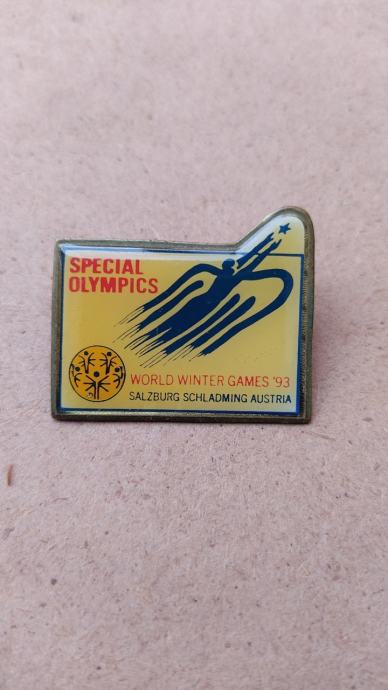 SPECIAL
OLYMPICS
WORLD WINTER GAMES '93
SALZBURG SCHLADMING AUSTRIA